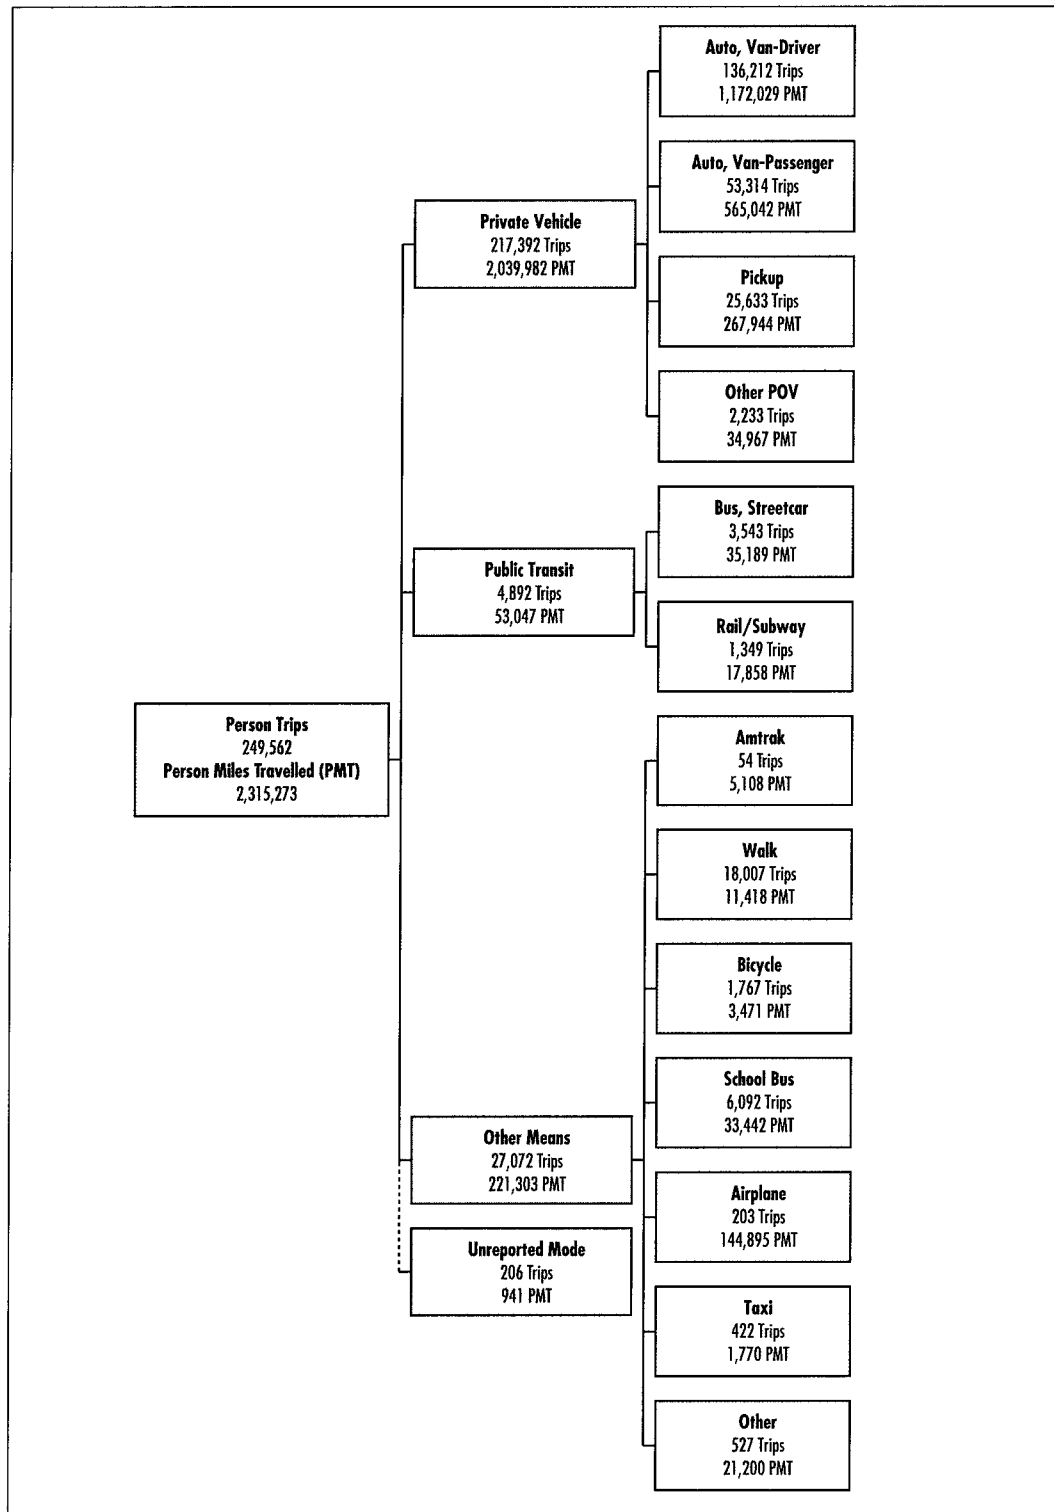 Person Trips
249,562
Person Miles Travelled (PMT)
2,315,273
Private Vehicle
217,392 Trips
2,039,982 PMT
Auto, Van-Driver
136,212 Trips
1,172,029 PMT
Auto, Van-Passenger
53,314 Trips
565,042 PMT
Pickup
25,633 Trips
267,944 PMT
Other POV
2,233 Trips
34,967 PMT
Public Transit
4,892 Trips
53,047 PMT
Bus, Streetcar
3,543 Trips
35,189 PMT
Rail/Subway
1,349 Trips
17,858 PMT
Other Means
27,072 Trips
221,303 PMT
Amtrak
54 Trips
5,108 PMT
Walk
18,007 Trips
11,418 PMT
Bicycle
1,767 Trips
3,471 PMT
School Bus
6,092 Trips
33,442 PMT
Airplane
203 Trips
144,895 PMT
Taxi
422 Trips
1,770 PMT
Other
527 Trips
21,200 PMT
Unreported Mode
206 Trips
941 PMT